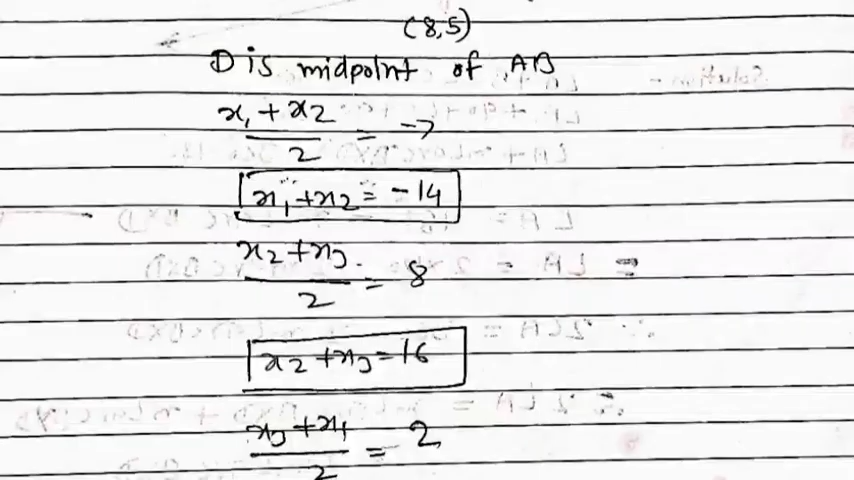 (8,5)
D is midpoint of AB
x₁ + x₂ / 2 = -7
x₁ + x₂ = -14
x₂ + x₃ / 2 = 8
x₂ + x₃ = 16
x₃ + x₁ / 2 = 2